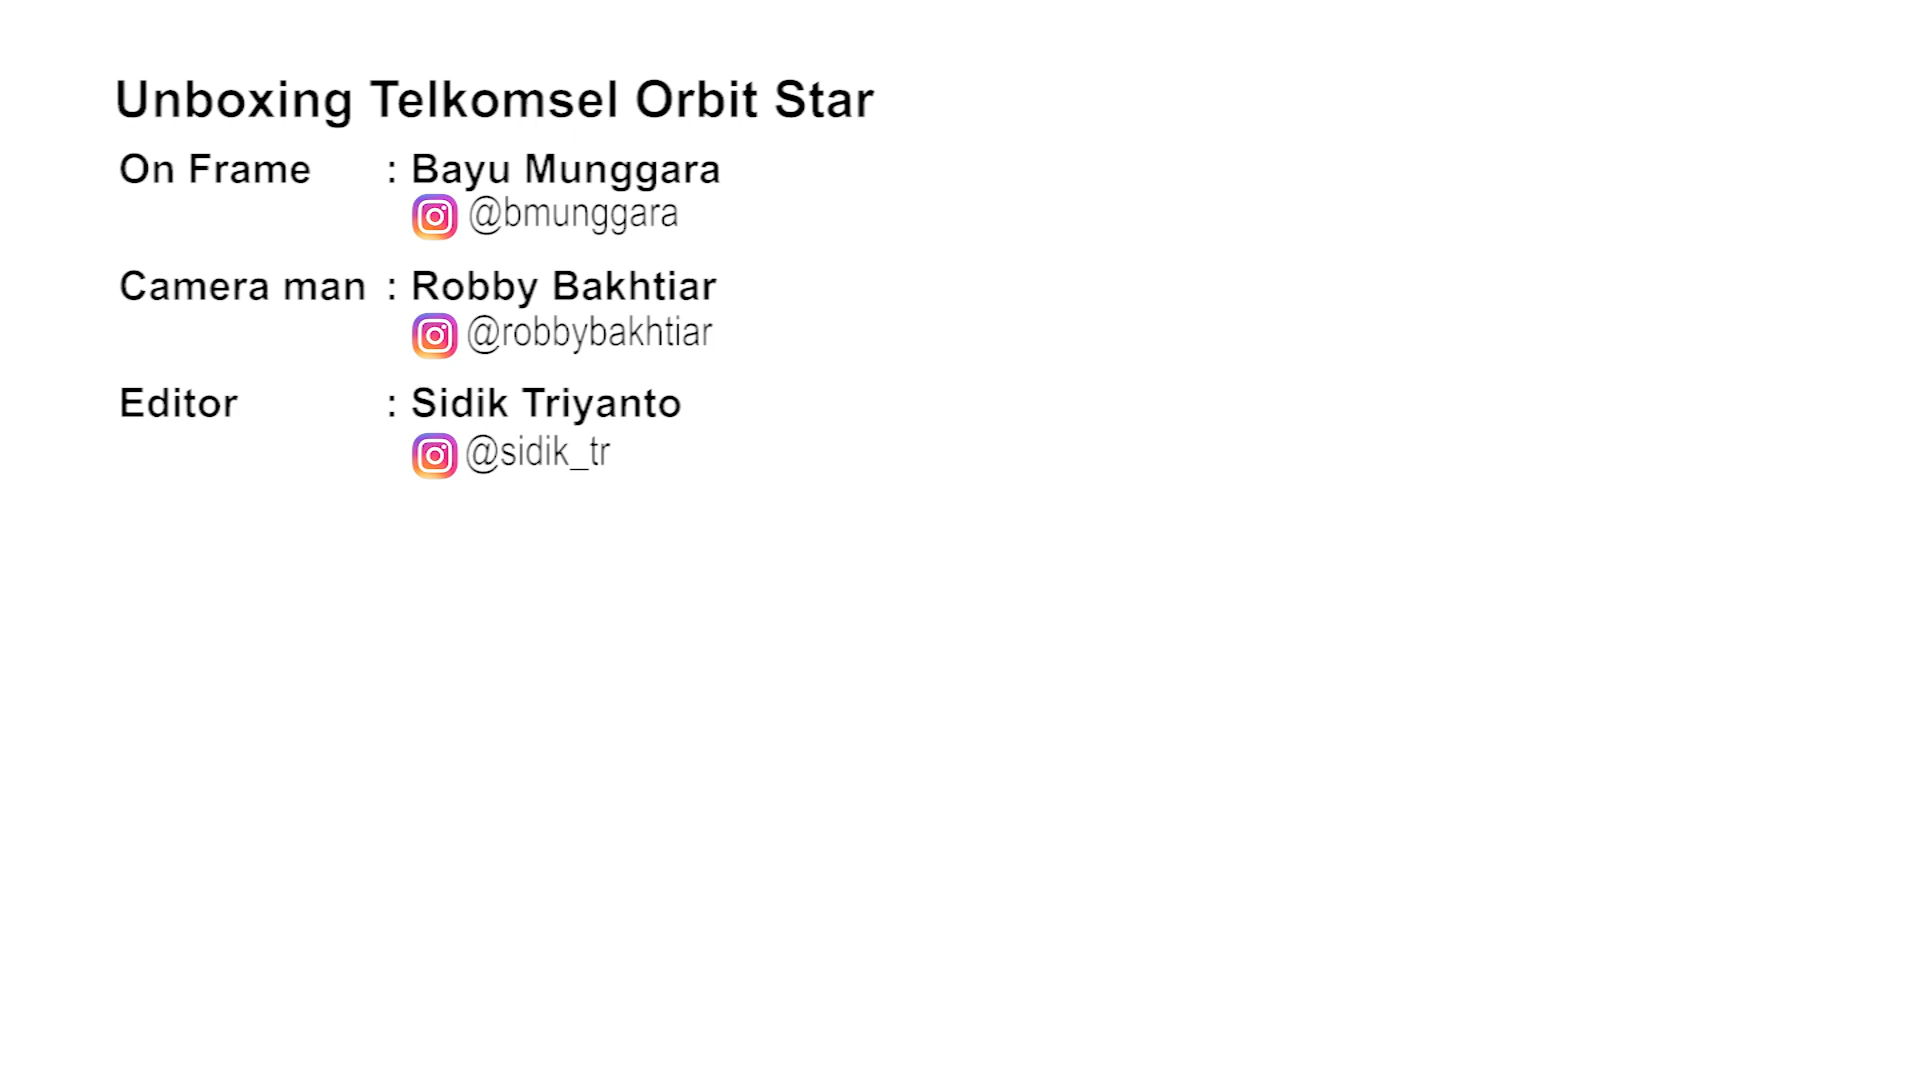 Unboxing Telkomsel Orbit Star
On Frame : Bayu Munggara
@bmunggara
Camera man : Robby Bakhtiar
@robbybakhtiar
Editor : Sidik Triyanto
@sidik_tr